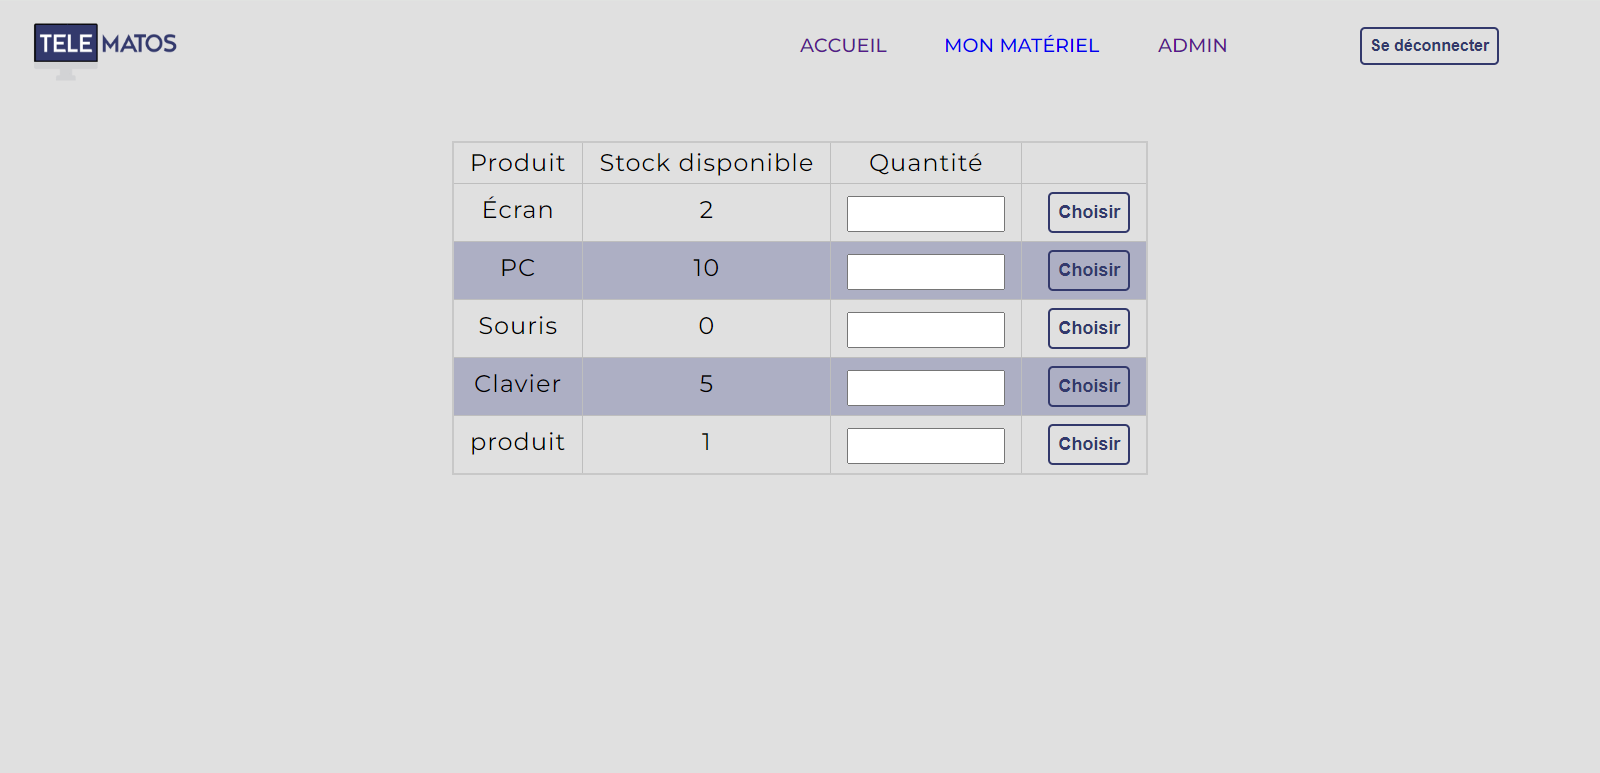 TELE MATOS
ACCUEIL MON MATÉRIEL ADMIN Se déconnecter
Produit Stock disponible Quantité
Écran 2 Choisir
PC 10 Choisir
Souris 0 Choisir
Clavier 5 Choisir
produit 1 Choisir